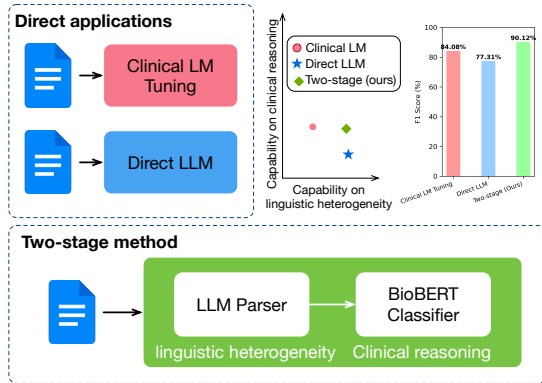 Direct applications
Clinical LM
Tuning
Direct LLM
Capability on clinical reasoning
Clinical LM
Direct LLM
Two-stage (ours)
Capability on
linguistic heterogeneity
F1 Score (%)
100
80
60
40
20
0
84.08%
77.31%
90.12%
Clinical LM Tuning
Direct LLM
Two-stage (Ours)
Two-stage method
LLM Parser
BioBERT
Classifier
linguistic heterogeneity
Clinical reasoning